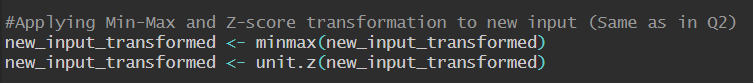 #Applying Min-Max and Z-score transformation to new input (Same as in Q2)
new_input_transformed <- minmax(new_input_transformed)
new_input_transformed <- unit.z(new_input_transformed)